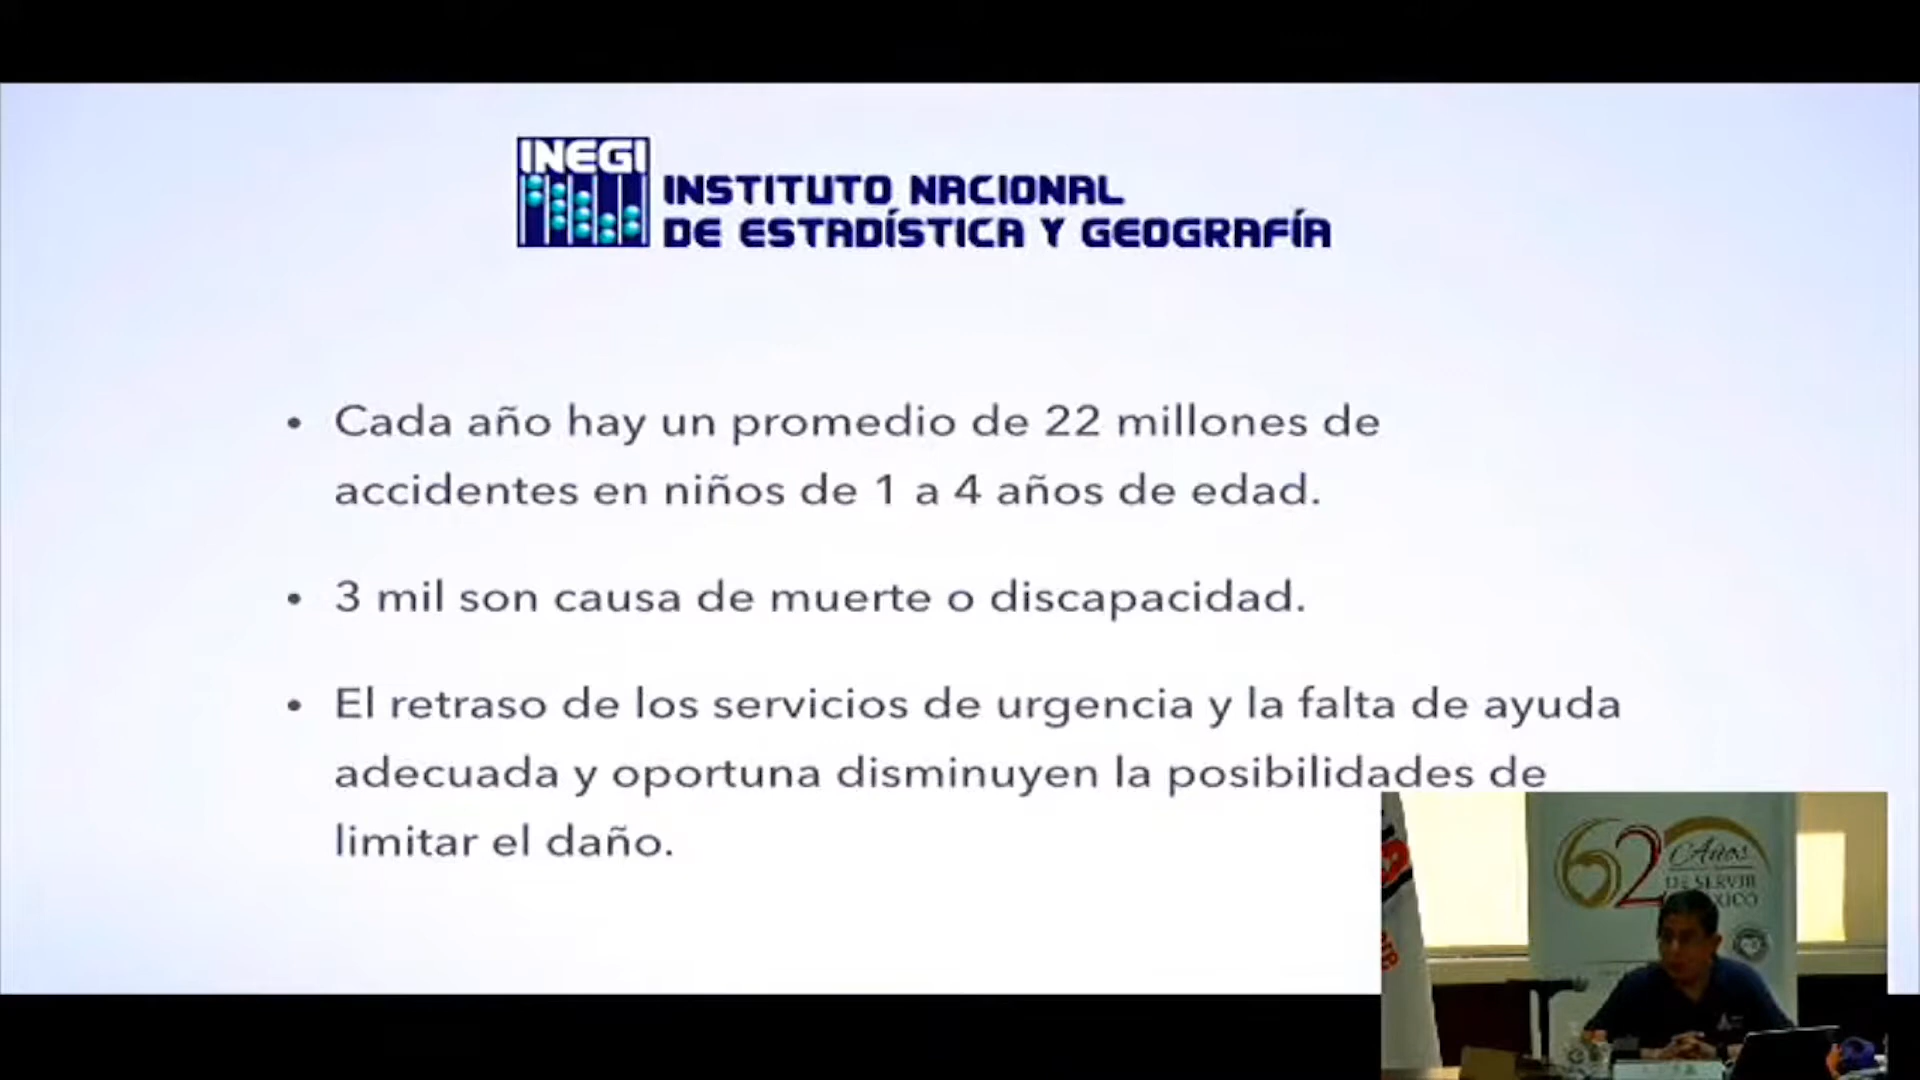 INEGI
INSTITUTO NACIONAL
DE ESTADÍSTICA Y GEOGRAFÍA
• Cada año hay un promedio de 22 millones de
accidentes en niños de 1 a 4 años de edad.
• 3 mil son causa de muerte o discapacidad.
• El retraso de los servicios de urgencia y la falta de ayuda
adecuada y oportuna disminuyen la posibilidades de
limitar el daño.
62 Años
DE SERVIR